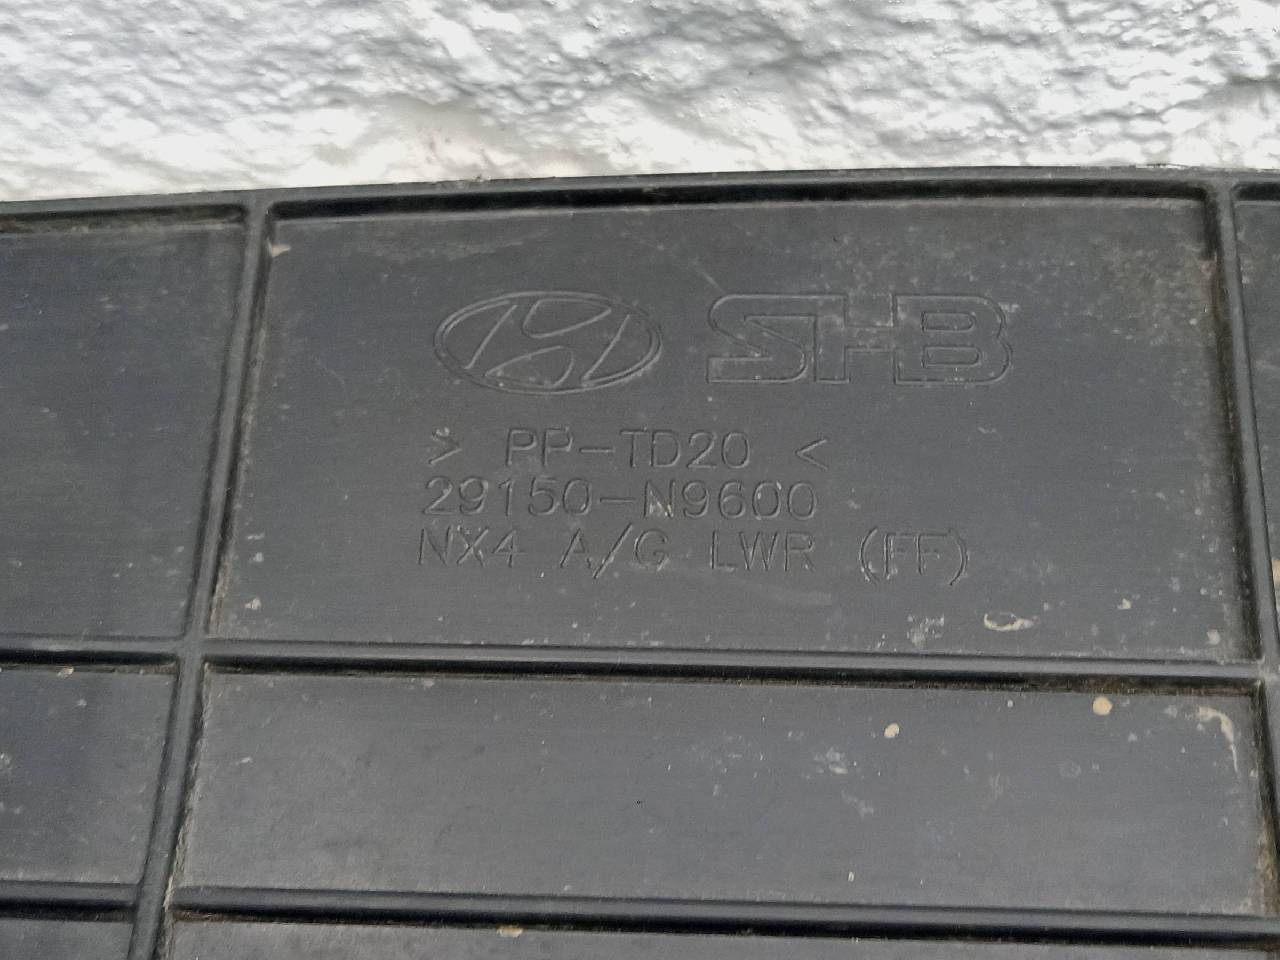 SHB
> PP-TD20 <
29150-N9600
NX4 A/G LWR (FF)